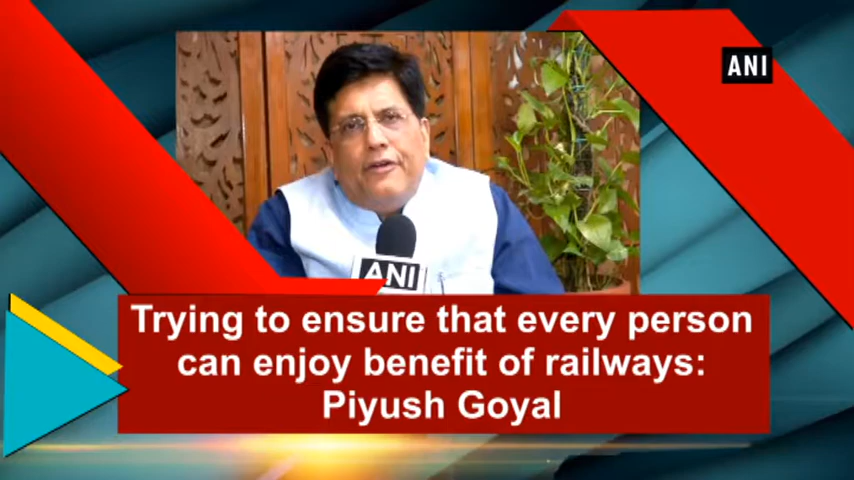 ANI
ANI
Trying to ensure that every person
can enjoy benefit of railways:
Piyush Goyal